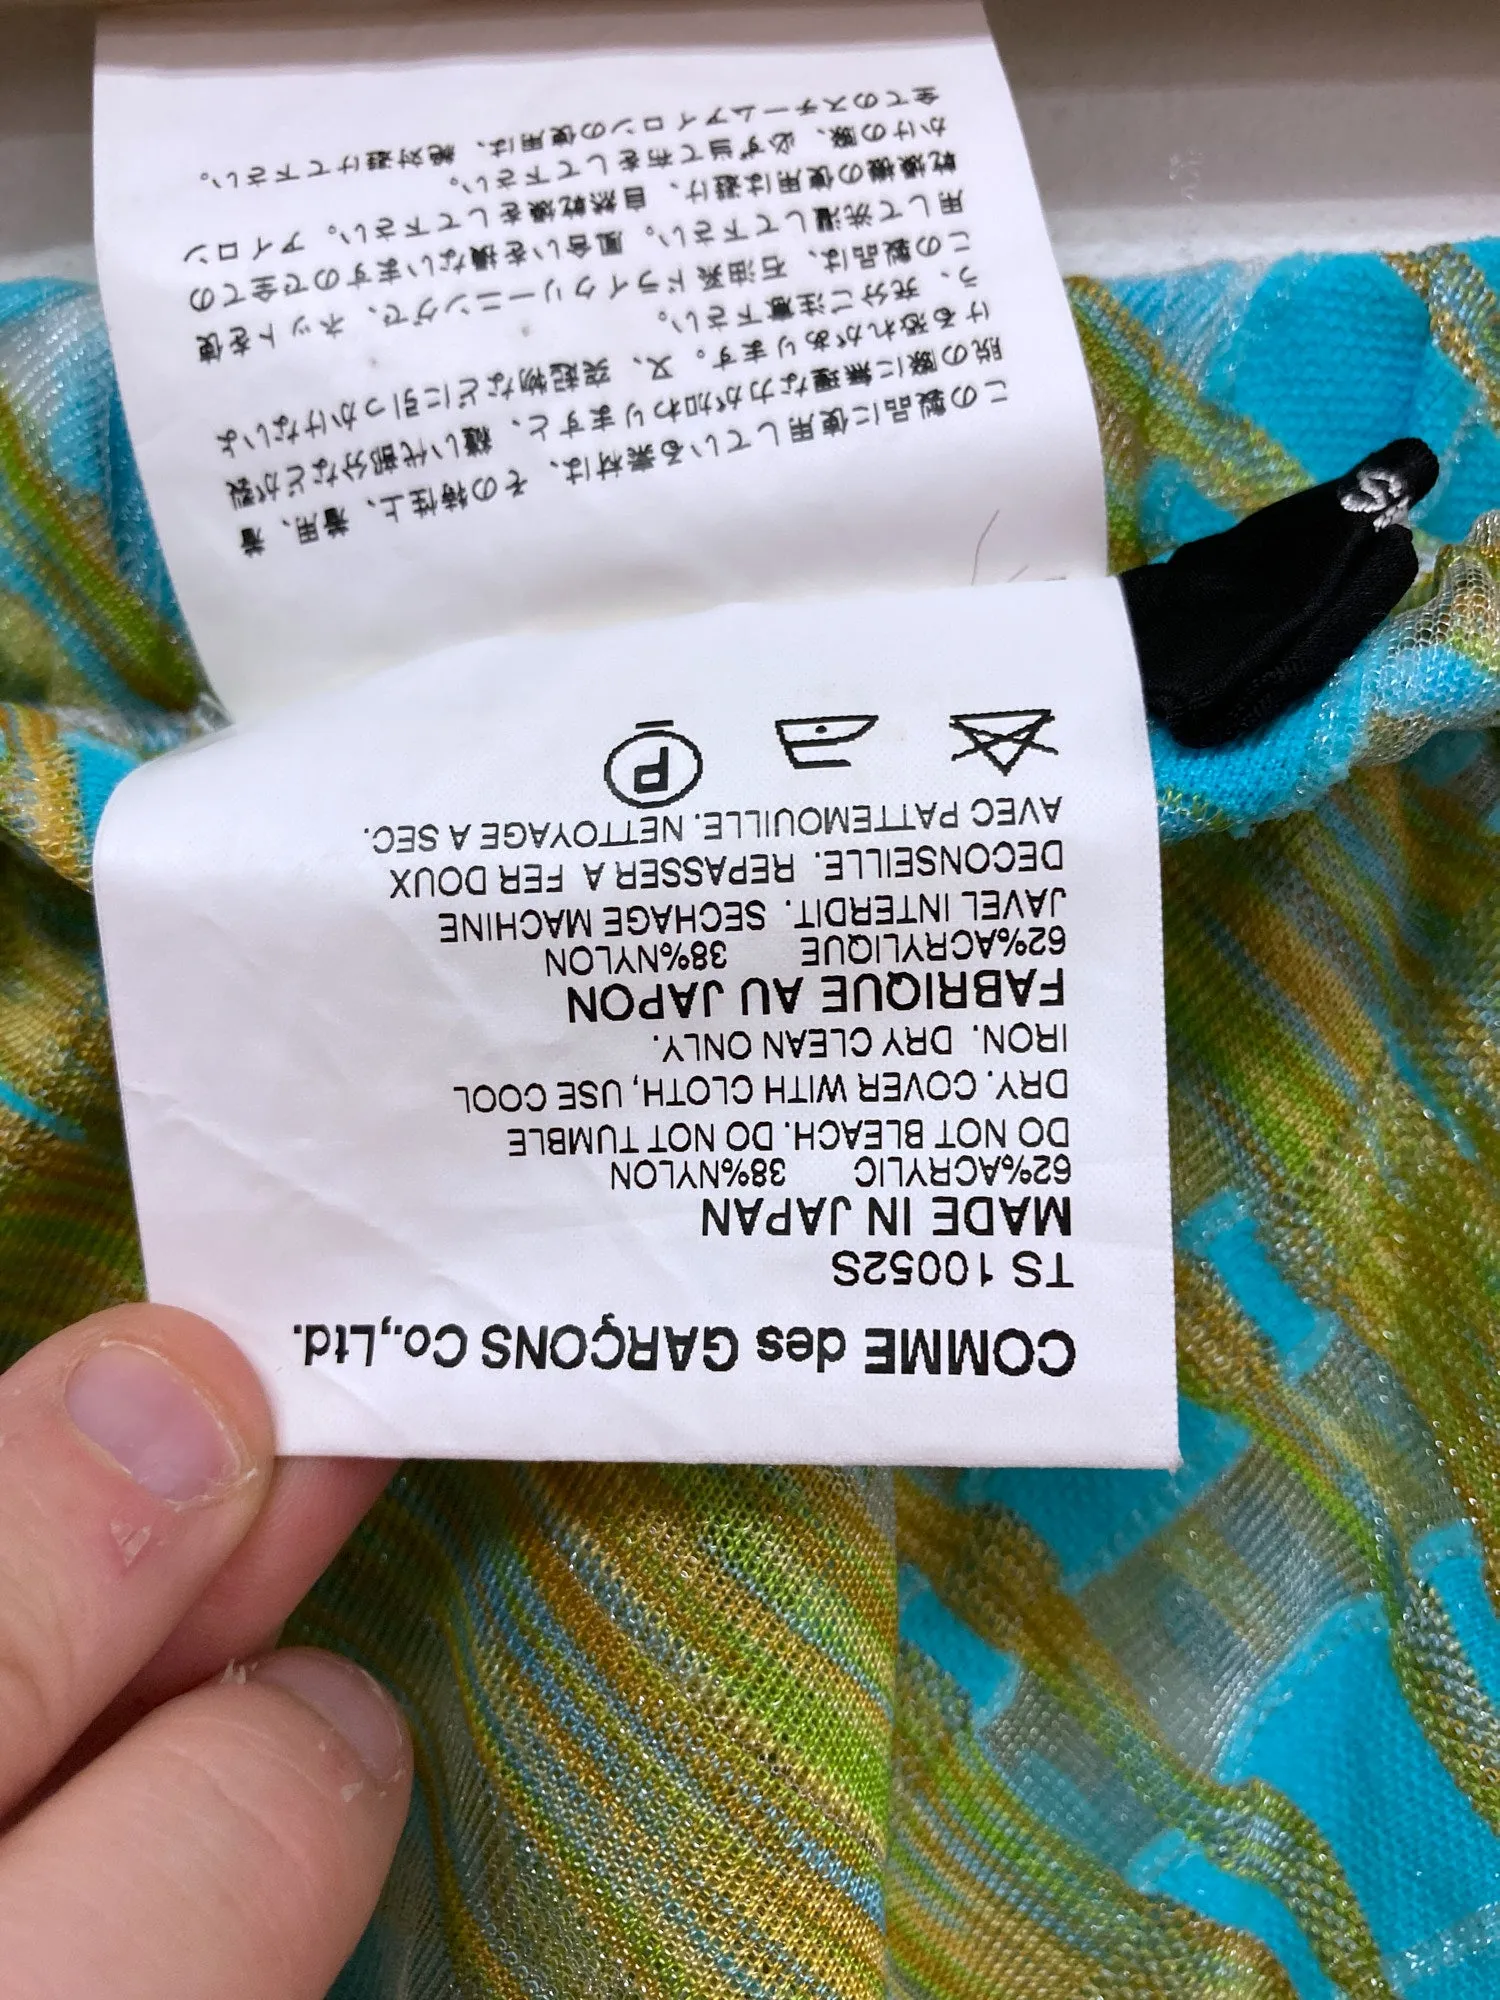 COMME des GARÇONS Co.,Ltd.
TS 10052S
MADE IN JAPAN
62%ACRYLIC 38%NYLON
DO NOT BLEACH. DO NOT TUMBLE
DRY. COVER WITH CLOTH, USE COOL
IRON. DRY CLEAN ONLY.
FABRIQUE AU JAPON
62%ACRYLIQUE 38%NYLON
JAVEL INTERDIT. SECHAGE MACHINE
DECONSEILLE. REPASSER A FER DOUX
AVEC PATTEMOUILLE. NETTOYAGE A SEC.
P
この製品に使用している素材は、その特性上、着用、着
脱の際に無理な力が加わりますと、縫い代部分などが裂
ける恐れがあります。又、突起物などに引っかけないよ
う、充分ご注意下さい。
この製品は、石油系ドライクリーニングで、ネットを使
用して洗濯して下さい。風合いを損ないますので全ての
乾燥機の使用は避け、自然乾燥をして下さい。アイロン
かけの際、必ず当て布をして下さい。
全てのスチームアイロンの使用は、絶対避けて下さい。